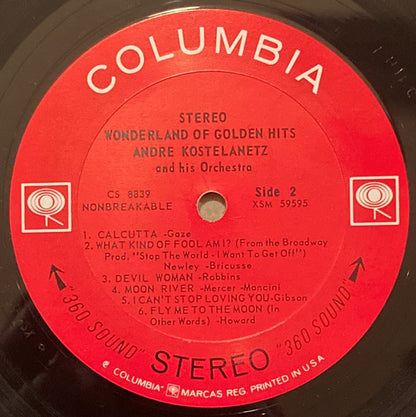 COLUMBIA
STEREO
WONDERLAND OF GOLDEN HITS
ANDRE KOSTELANETZ
and his Orchestra
CS 8839
NONBREAKABLE
Side 2
XSM 59595
1. CALCUTTA -Gaze
2. WHAT KIND OF FOOL AM I? (From the Broadway
Prod. "Stop The World - I Want To Get Off")
Newley -Bricusse
3. DEVIL WOMAN -Robbins
4. MOON RIVER -Mercer -Mancini
5. I CAN'T STOP LOVING YOU-Gibson
6. FLY ME TO THE MOON (In
Other Words) -Howard
"360 SOUND" STEREO "360 SOUND"
℗ COLUMBIA" MARCAS REG. PRINTED IN U.S.A.